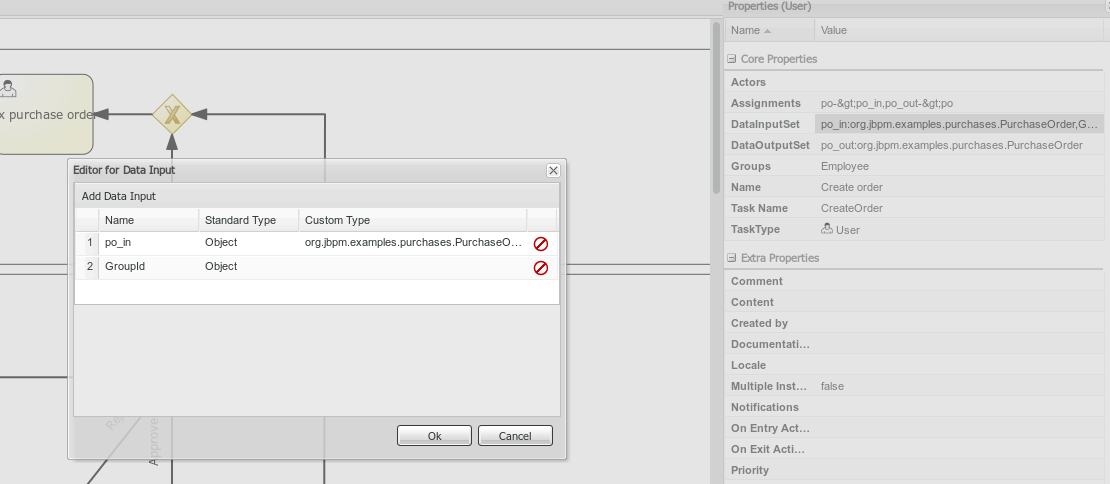 Properties (User)
Name Value
Core Properties
Actors
Assignments po-&gt;po_in,po_out-&gt;po
DataInputSet po_in:org.jbpm.examples.purchases.PurchaseOrder,G...
DataOutputSet po_out:org.jbpm.examples.purchases.PurchaseOrder
Groups Employee
Name Create order
Task Name CreateOrder
TaskType User
Extra Properties
Comment
Content
Created by
Documentati...
Locale
Multiple Inst... false
Notifications
On Entry Act...
On Exit Acti...
Priority
x purchase order
X
Editor for Data Input
Add Data Input
Name Standard Type Custom Type
1 po_in Object org.jbpm.examples.purchases.PurchaseO...
2 GroupId Object
Ok Cancel
Approve